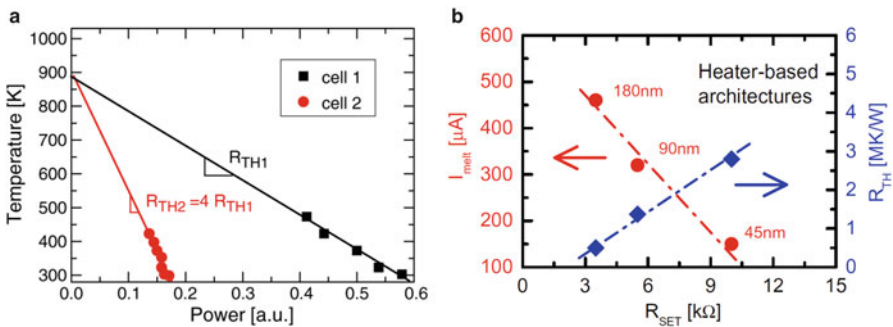 a
Temperature [K]
1000
900
800
700
600
500
400
300
0.0 0.1 0.2 0.3 0.4 0.5 0.6
Power [a.u.]
cell 1
cell 2
R_TH1
R_TH2 =4 R_TH1
b
I_melt [µA]
600
500
400
300
200
100
0 3 6 9 12 15
R_SET [kΩ]
Heater-based
architectures
180nm
90nm
45nm
6
5
4
3
2
1
0
R_TH [MK/W]